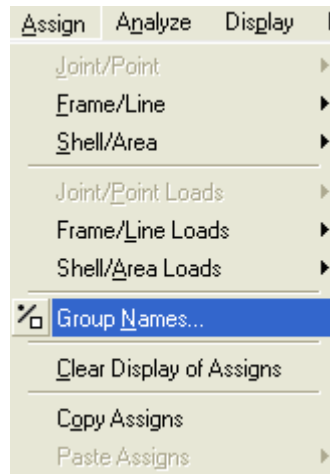 Assign Analyze Display
Joint/Point
Frame/Line
Shell/Area
Joint/Point Loads
Frame/Line Loads
Shell/Area Loads
Group Names...
Clear Display of Assigns
Copy Assigns
Paste Assigns